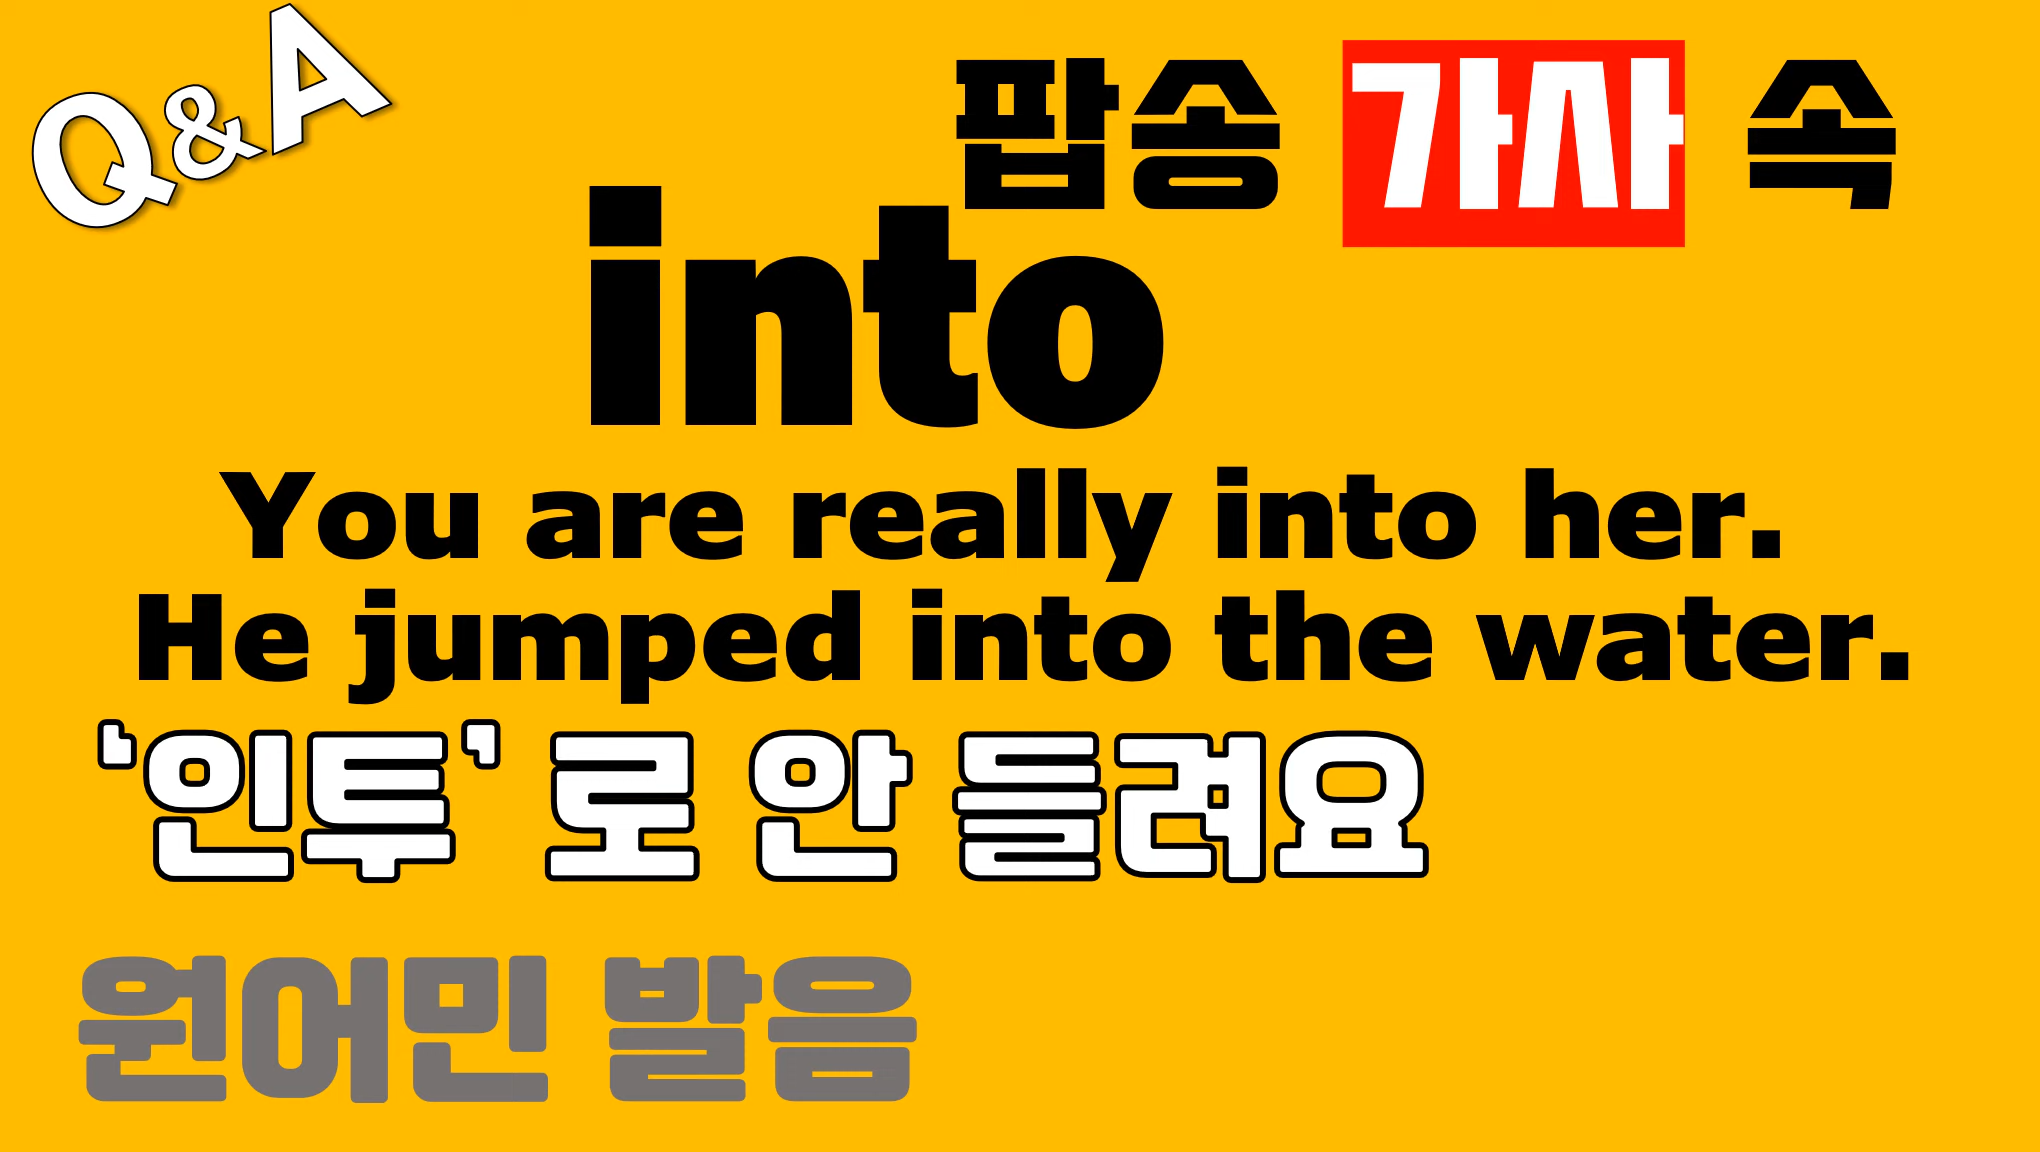 Q&A
팝송 가사 속
into
You are really into her.
He jumped into the water.
‘인투’ 로 안 들려요
원어민 발음